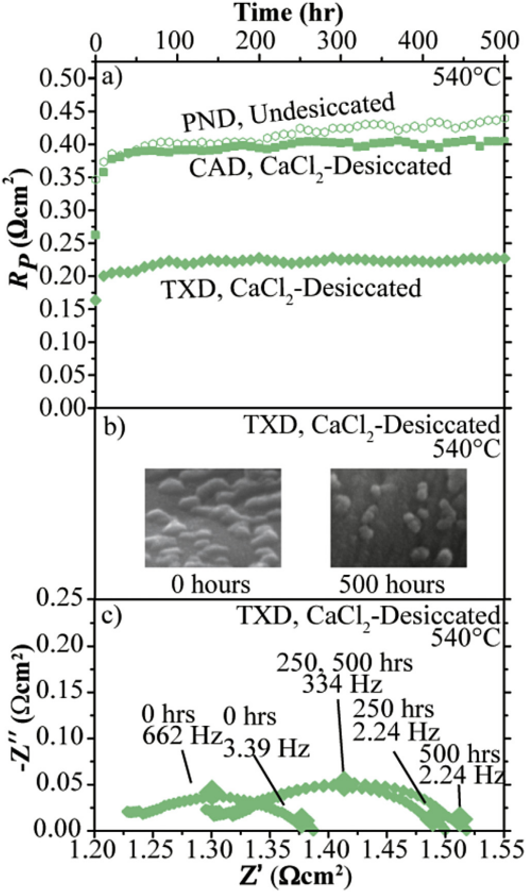 Time (hr)
0 100 200 300 400 500
a) 540°C
0.50
0.45
0.40
0.35
0.30
0.25
0.20
0.15
0.10
0.05
0.00
R_P (Ωcm²)
PND, Undesiccated
CAD, CaCl₂-Desiccated
TXD, CaCl₂-Desiccated
b) TXD, CaCl₂-Desiccated
540°C
0 hours 500 hours
c) TXD, CaCl₂-Desiccated
540°C
0.25
0.20
0.15
0.10
0.05
0.00
-Z″ (Ωcm²)
250, 500 hrs
334 Hz
0 hrs
662 Hz
0 hrs
3.39 Hz
250 hrs
2.24 Hz
500 hrs
2.24 Hz
1.20 1.25 1.30 1.35 1.40 1.45 1.50 1.55
Z' (Ωcm²)